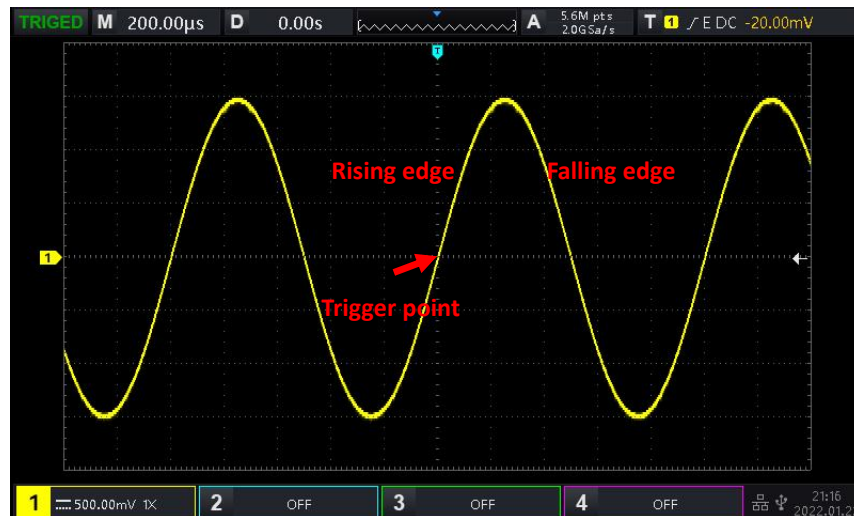 TRIGED M 200.00μs D 0.00s A 5.6M pts 2.0GSa/s T 1 E DC -20.00mV
T
Rising edge Falling edge
1
Trigger point
1 500.00mV 1X 2 OFF 3 OFF 4 OFF 21:16